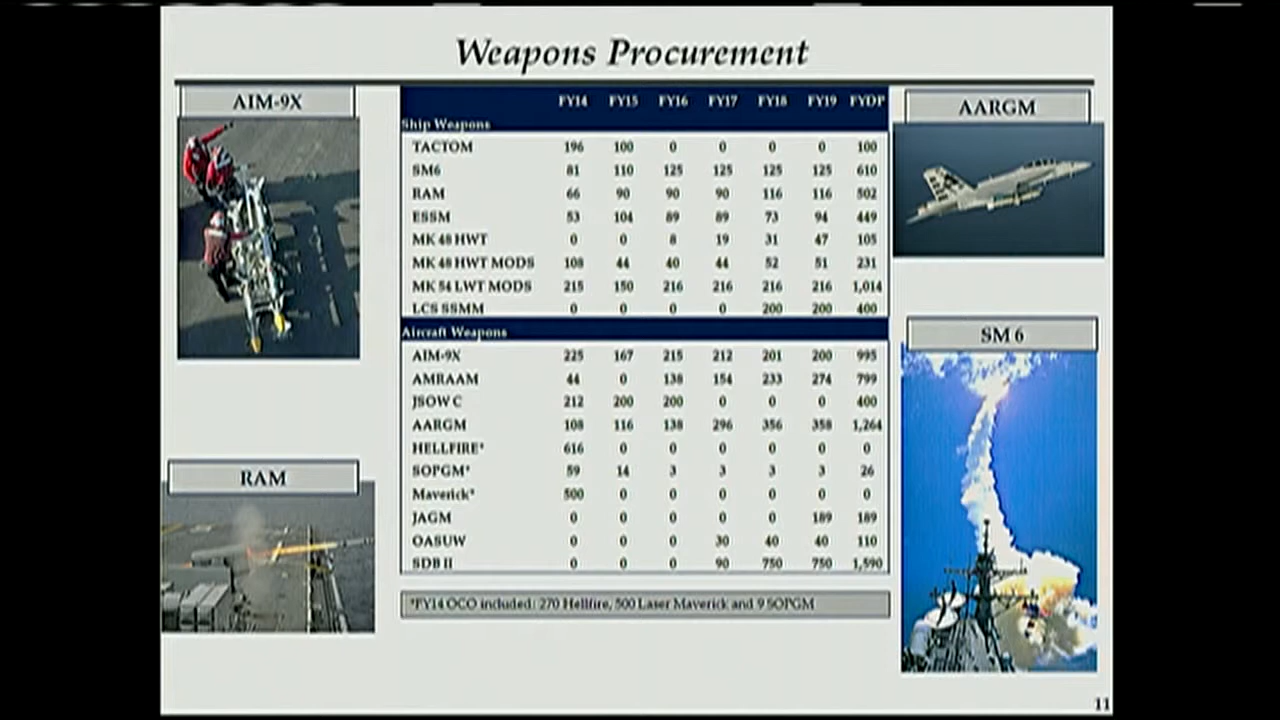 Weapons Procurement
AIM-9X
FY14 FY15 FY16 FY17 FY18 FY19 FYDP
Ship Weapons
TACTOM 196 100 0 0 0 0 100
SM6 81 110 125 125 125 125 610
RAM 66 90 90 90 116 116 502
ESSM 53 104 89 89 73 94 449
MK 48 HWT 0 0 8 19 31 47 105
MK 48 HWT MODS 108 44 40 44 52 51 231
MK 54 LWT MODS 215 150 216 216 216 216 1,014
LCS SSMM 0 0 0 0 200 200 400
Aircraft Weapons
AIM-9X 225 167 215 212 201 200 995
AMRAAM 44 0 138 154 233 274 799
JSOW C 212 200 200 0 0 0 400
AARGM 108 116 138 296 356 358 1,264
HELLFIRE* 616 0 0 0 0 0 0
SOPGM* 59 14 3 3 3 3 26
Maverick* 500 0 0 0 0 0 0
JAGM 0 0 0 0 0 189 189
OASUW 0 0 0 30 40 40 110
SDB II 0 0 0 90 750 750 1,590
*FY14 OCO included: 270 Hellfire, 500 Laser Maverick and 9 SOPGM
AARGM
SM 6
RAM
11